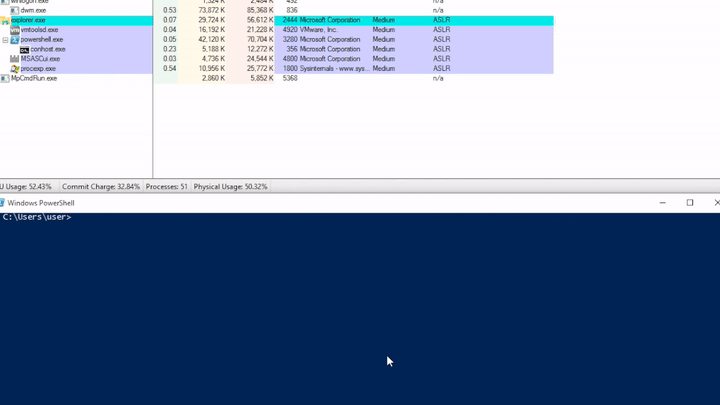 winlogon.exe 1,324 K 2,484 K 492 n/a
dwm.exe 0.53 73,872 K 85,368 K 836 n/a
explorer.exe 0.07 29,724 K 56,612 K 2444 Microsoft Corporation Medium ASLR
vmtoolsd.exe 0.04 16,192 K 21,228 K 4920 VMware, Inc. Medium ASLR
powershell.exe 0.05 42,120 K 70,704 K 3280 Microsoft Corporation Medium ASLR
conhost.exe 0.23 5,188 K 12,272 K 356 Microsoft Corporation Medium ASLR
MSASCui.exe 0.03 4,736 K 24,544 K 4800 Microsoft Corporation Medium ASLR
procexp.exe 0.54 10,956 K 25,772 K 1800 Sysinternals - www.sys... Medium ASLR
MpCmdRun.exe 2,860 K 5,852 K 5368 n/a
U Usage: 52.43% Commit Charge: 32.84% Processes: 51 Physical Usage: 50.32%
Windows PowerShell
C:\Users\user>